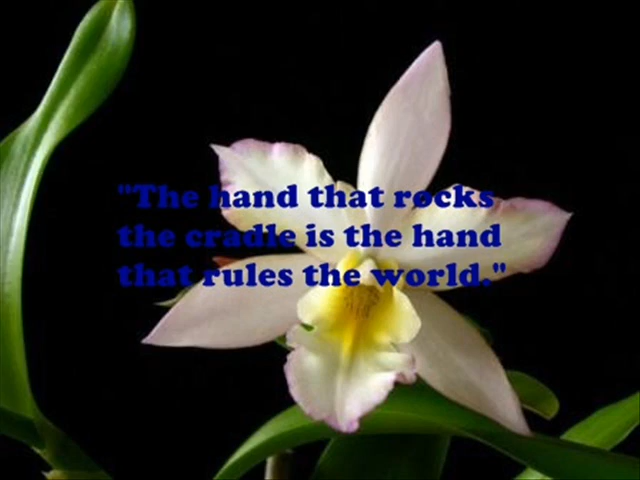 "The hand that rocks
the cradle is the hand
that rules the world."